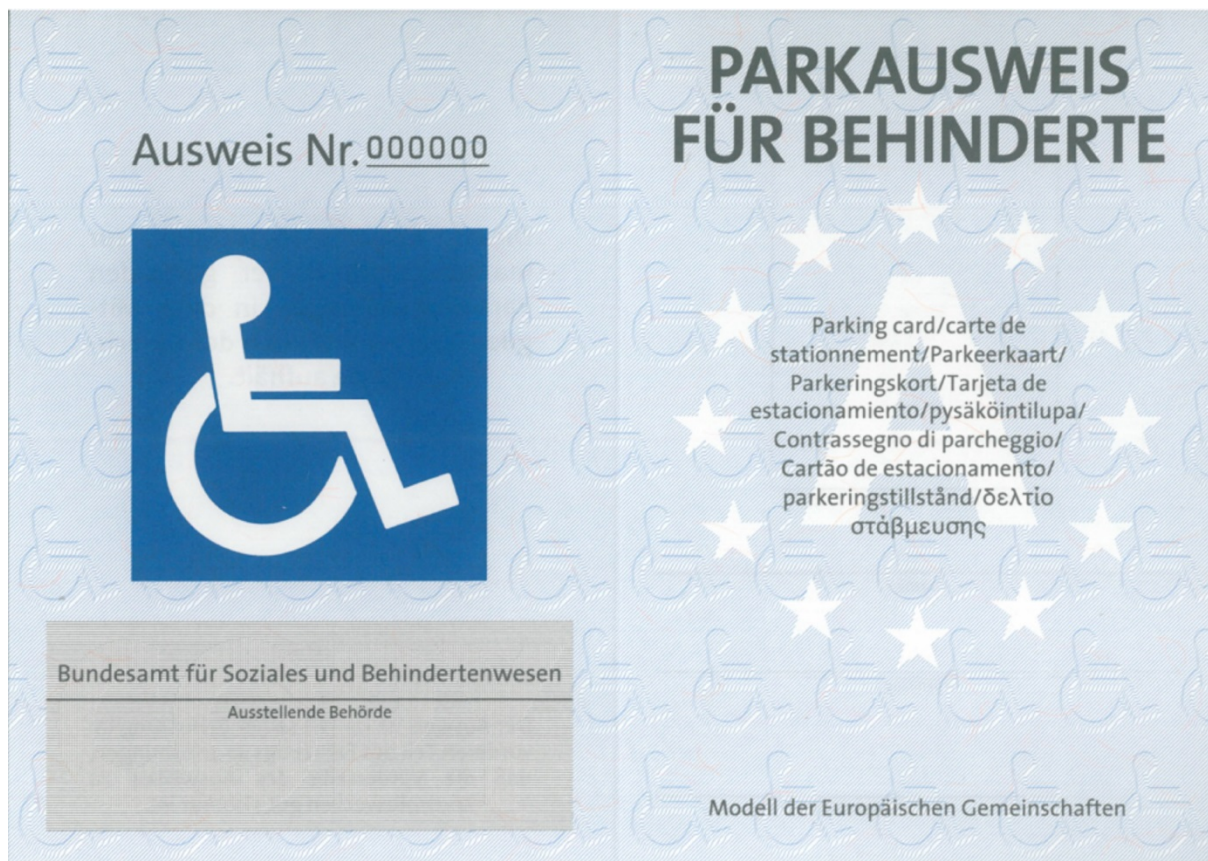 Ausweis Nr. 000000
Bundesamt für Soziales und Behindertenwesen
Ausstellende Behörde
PARKAUSWEIS
FÜR BEHINDERTE
A
Parking card/carte de
stationnement/Parkeerkaart/
Parkeringskort/Tarjeta de
estacionamiento/pysäköintilupa/
Contrassegno di parcheggio/
Cartão de estacionamento/
parkeringstillstånd/δελτίο
στάβμευσης
Modell der Europäischen Gemeinschaften